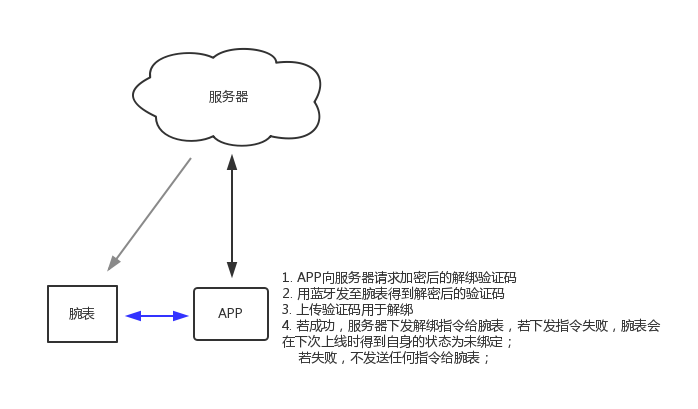 服务器
腕表
APP
1. APP向服务器请求加密后的解绑验证码
2. 用蓝牙发至腕表得到解密后的验证码
3. 上传验证码用于解绑
4. 若成功，服务器下发解绑指令给腕表，若下发指令失败，腕表会
在下次上线时得到自身的状态为未绑定；
若失败，不发送任何指令给腕表；